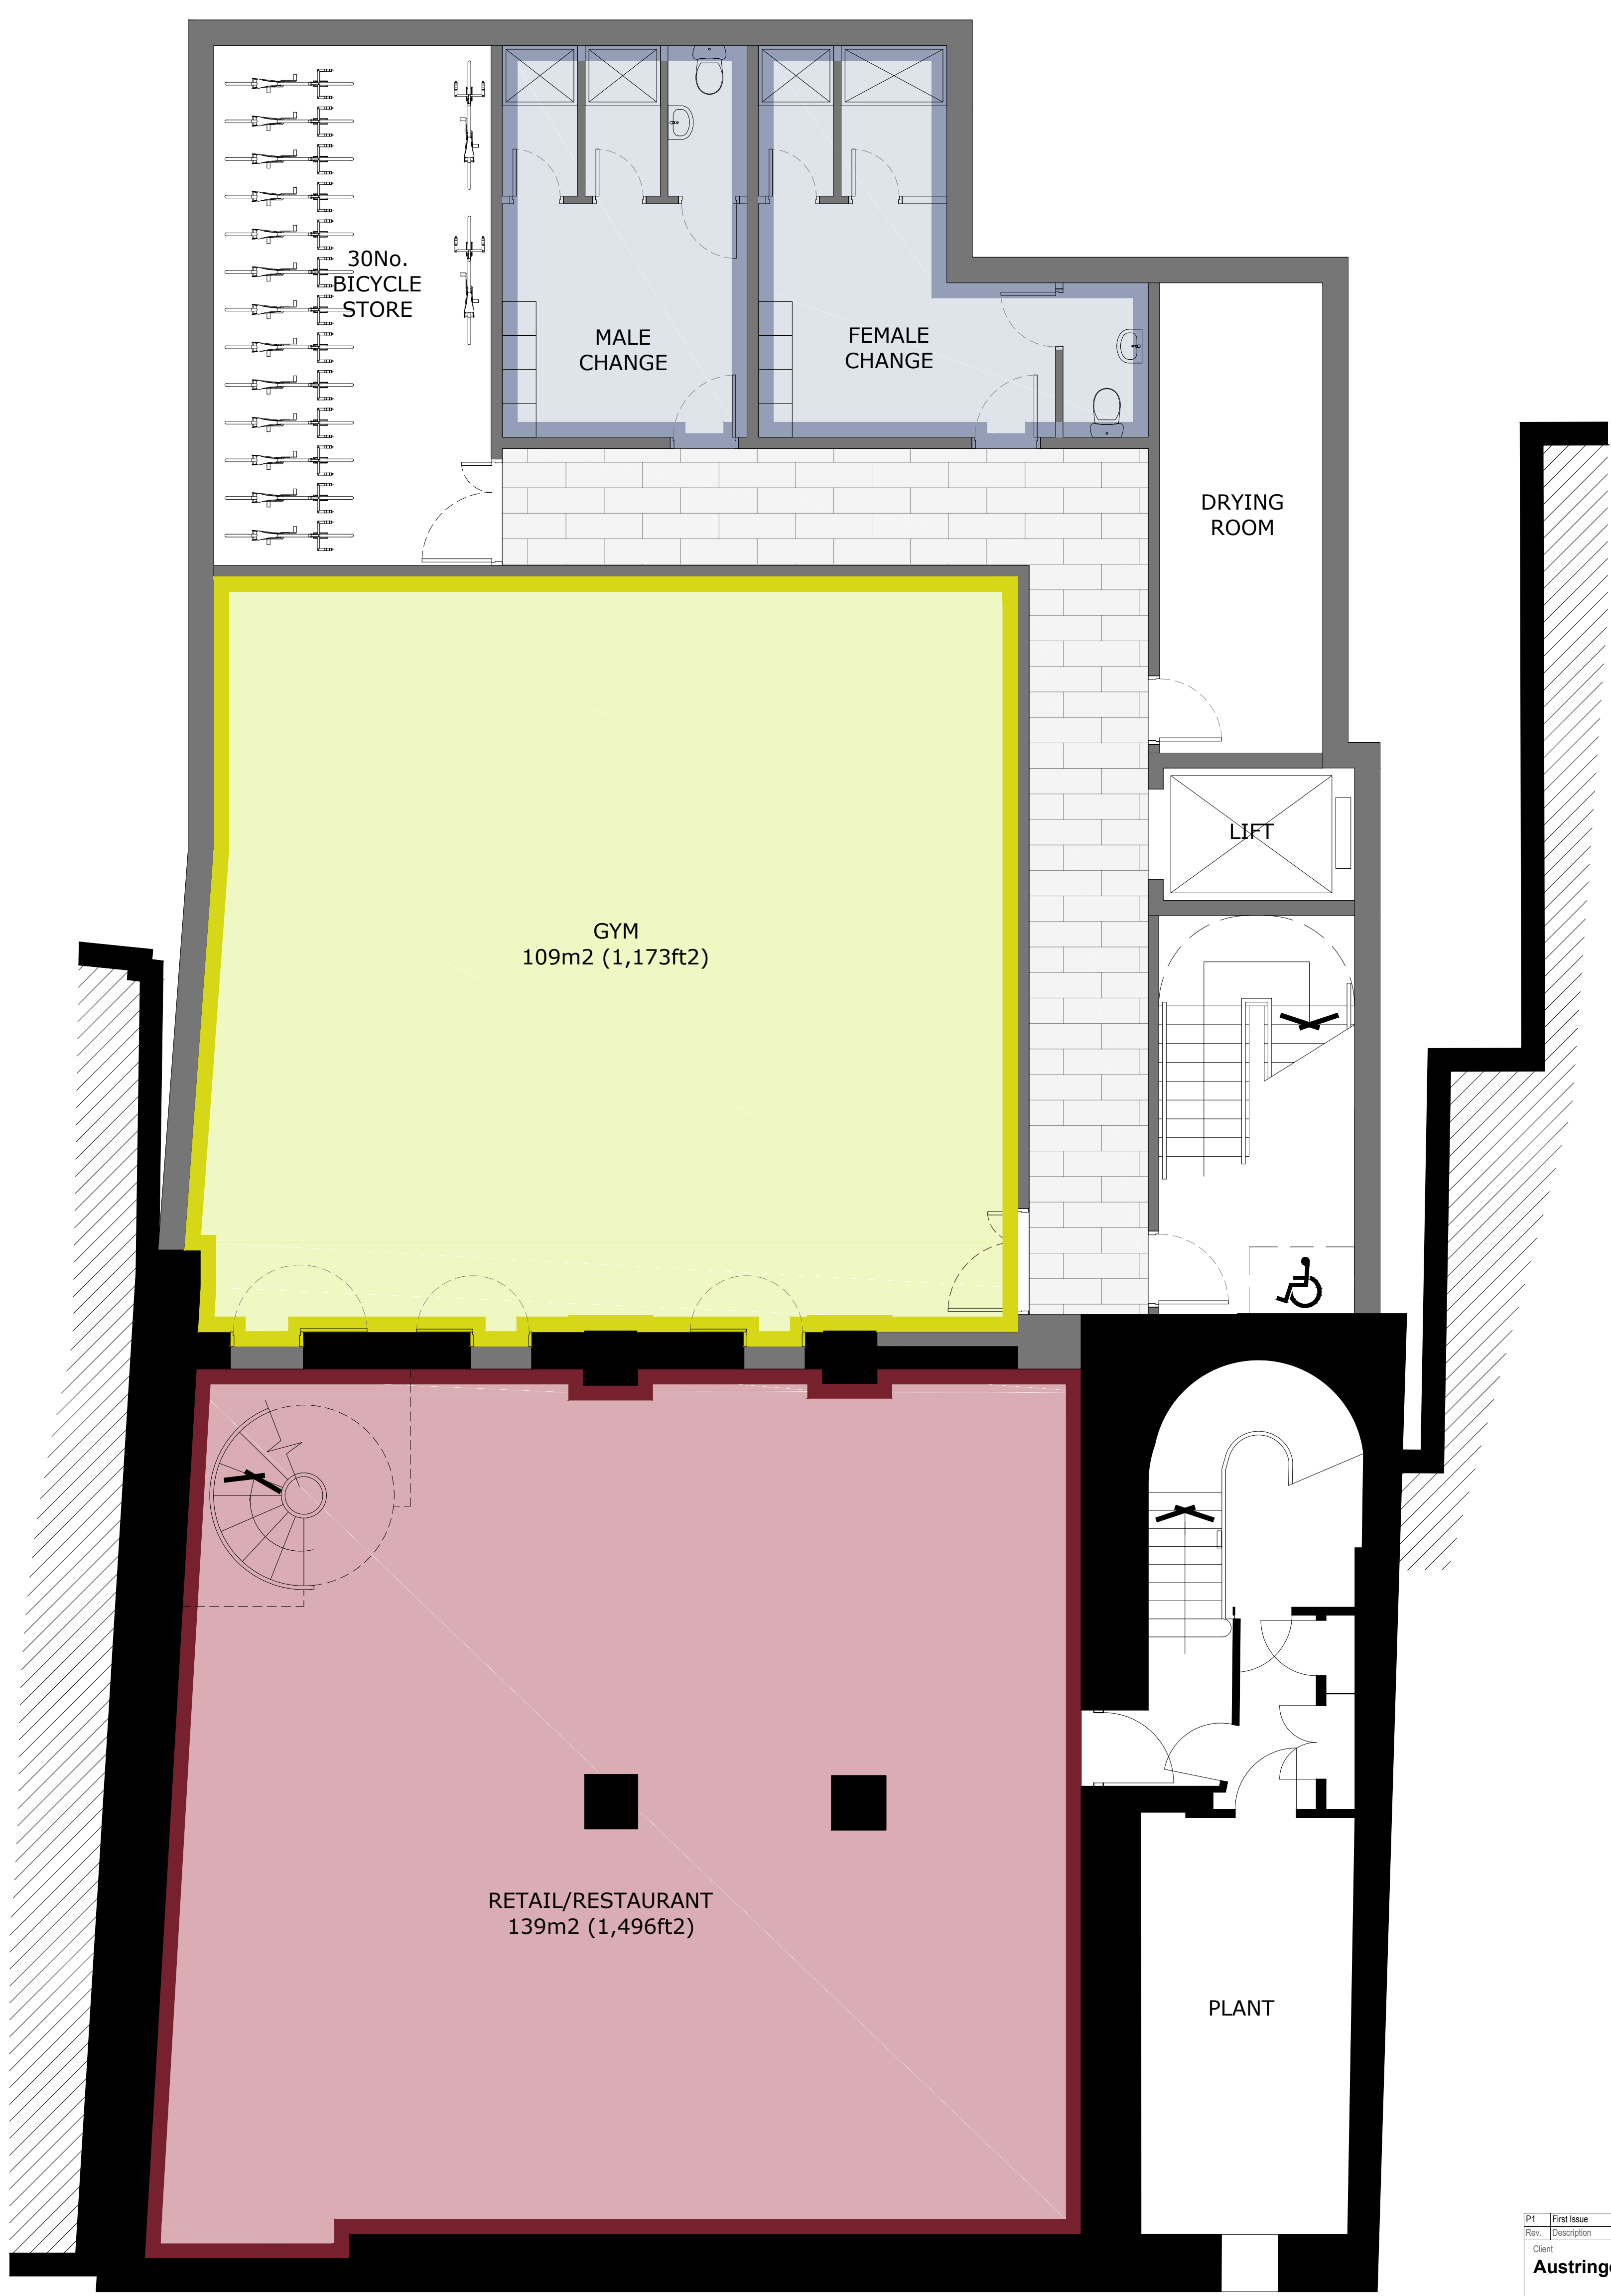 30No.
BICYCLE
STORE
MALE
CHANGE
FEMALE
CHANGE
DRYING
ROOM
LIFT
GYM
109m2 (1,173ft2)
RETAIL/RESTAURANT
139m2 (1,496ft2)
PLANT
P1 First Issue
Rev. Description
Client